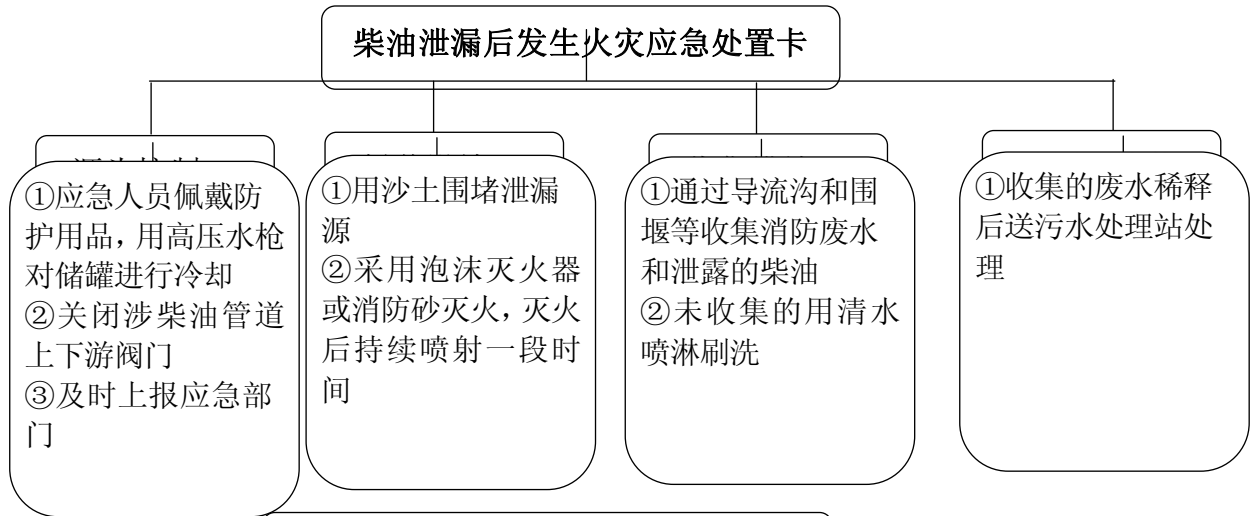 柴油泄漏后发生火灾应急处置卡
①应急人员佩戴防
护用品，用高压水枪
对储罐进行冷却
②关闭涉柴油管道
上下游阀门
③及时上报应急部
门
①用沙土围堵泄漏
源
②采用泡沫灭火器
或消防砂灭火，灭火
后持续喷射一段时
间
①通过导流沟和围
堰等收集消防废水
和泄露的柴油
②未收集的用清水
喷淋刷洗
①收集的废水稀释
后送污水处理站处
理